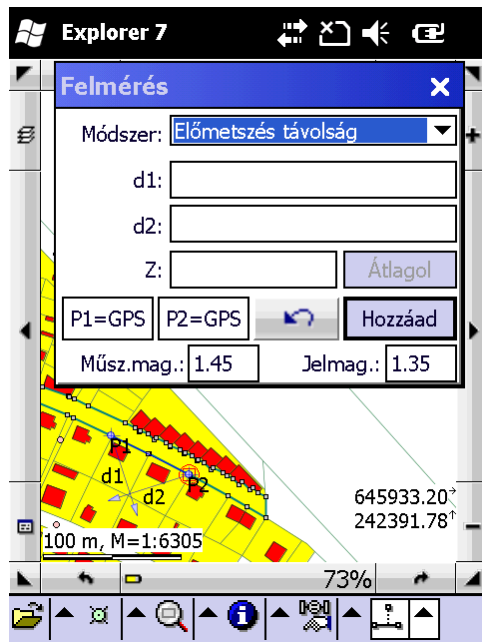 Explorer 7
Felmérés
Módszer: Előmetszés távolság
d1:
d2:
Z: Átlagol
P1=GPS P2=GPS Hozzáad
Műsz.mag.: 1.45 Jelmag.: 1.35
P1
d1 P2
d2
645933.20
242391.78
100 m, M=1:6305
73%